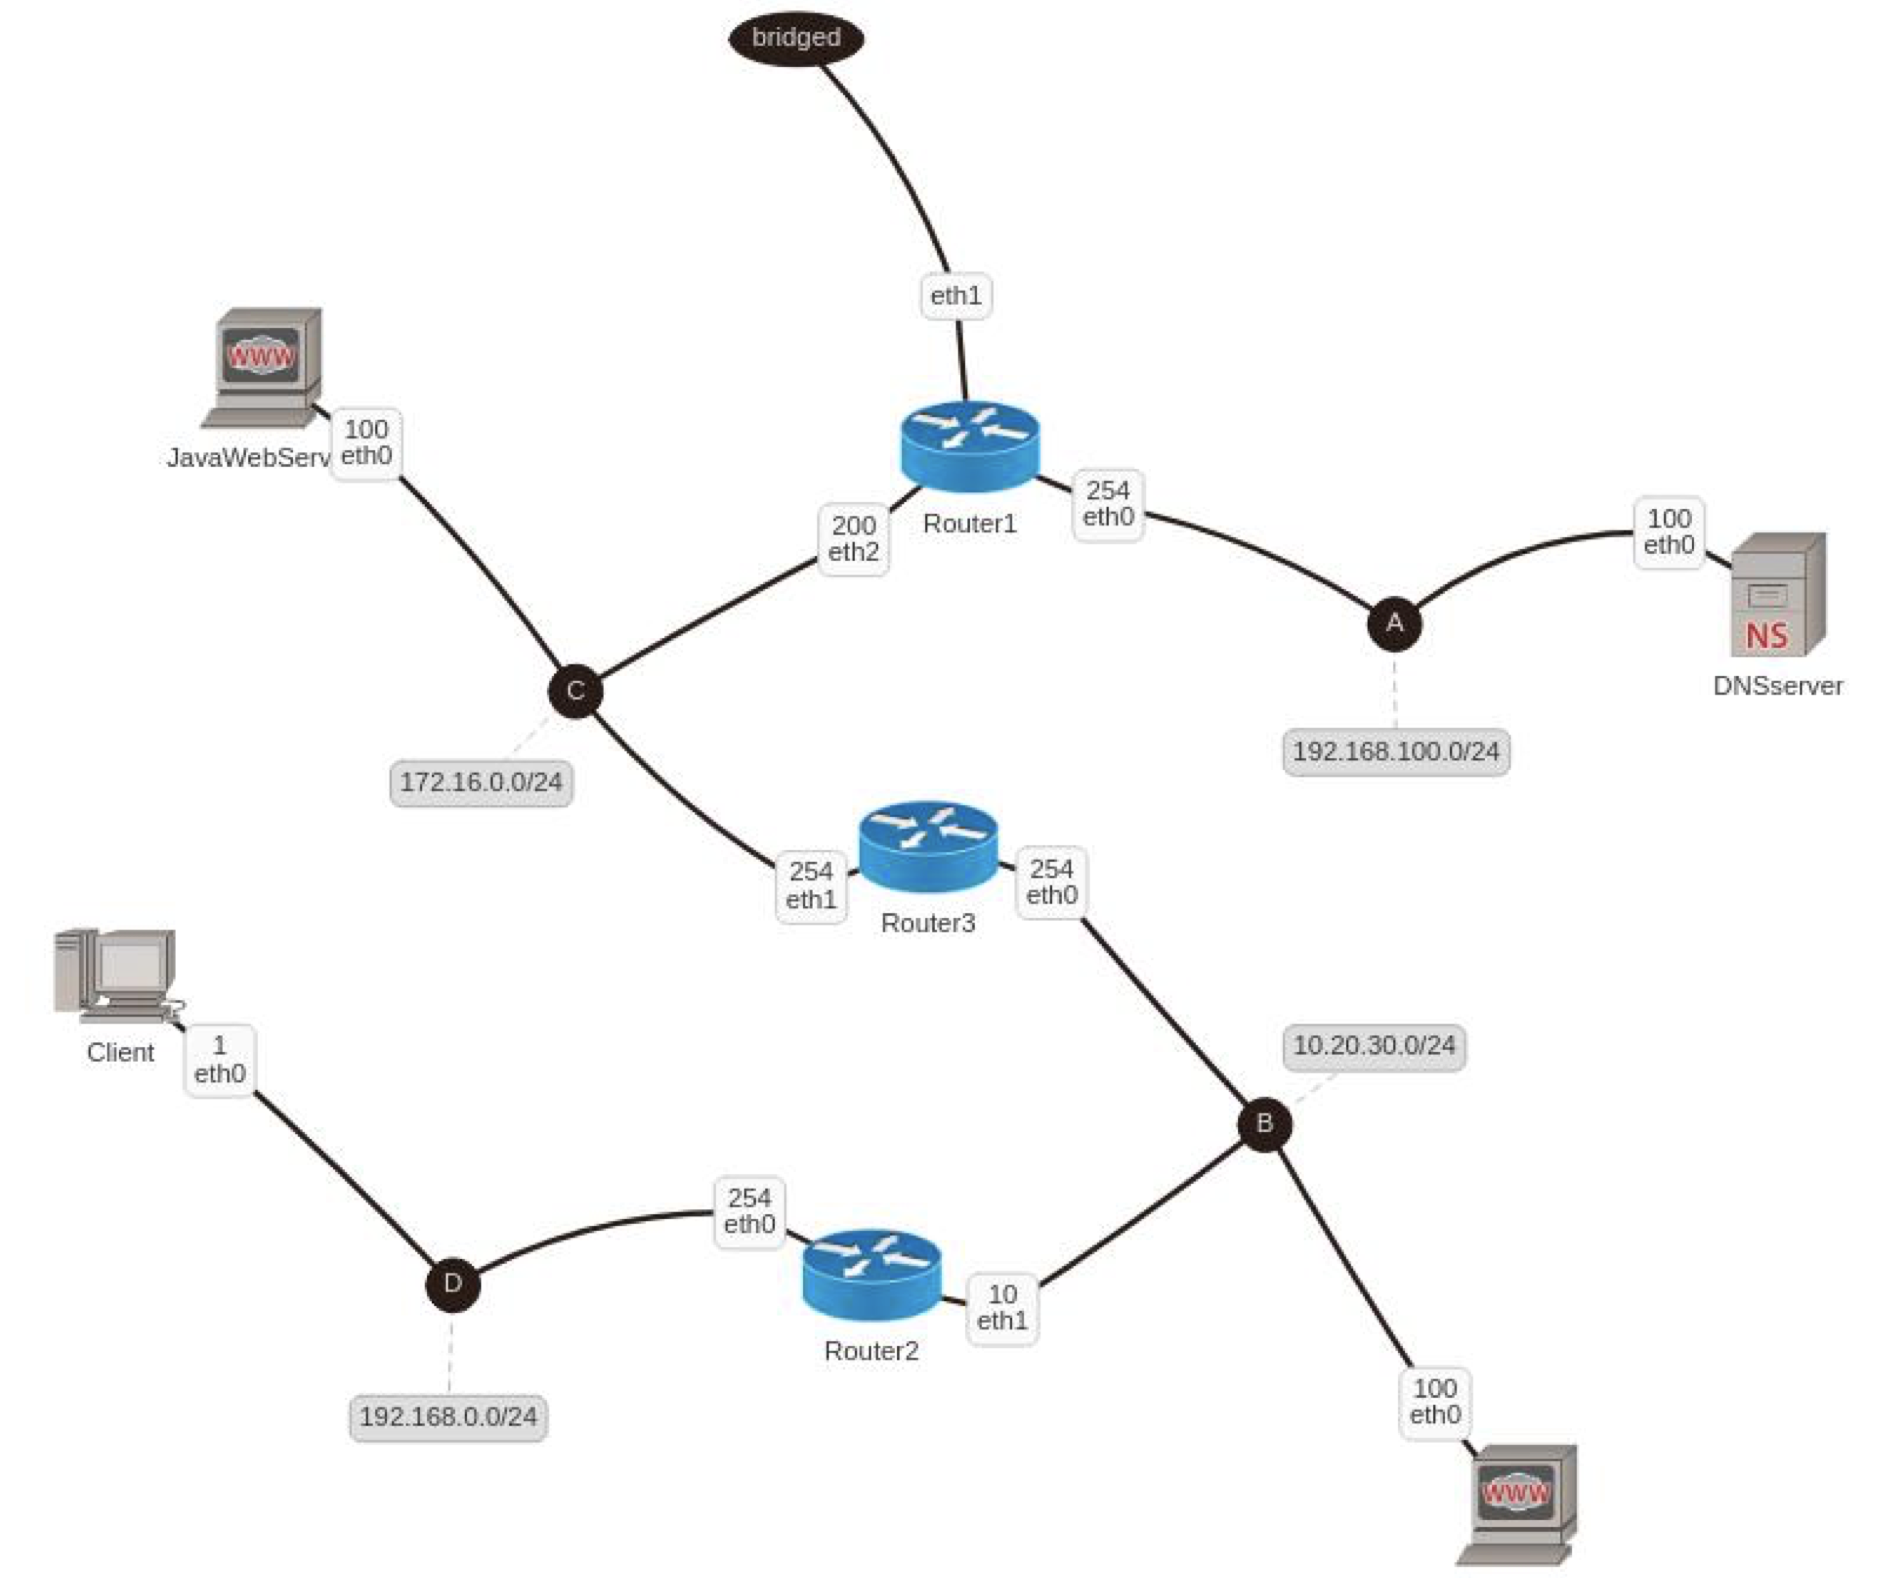 bridged
eth1
WWW
JavaWebServ
100
eth0
Router1
200
eth2
254
eth0
100
eth0
NS
DNSserver
A
192.168.100.0/24
C
172.16.0.0/24
254
eth1
Router3
254
eth0
Client
1
eth0
10.20.30.0/24
B
254
eth0
D
Router2
10
eth1
192.168.0.0/24
100
eth0
WWW